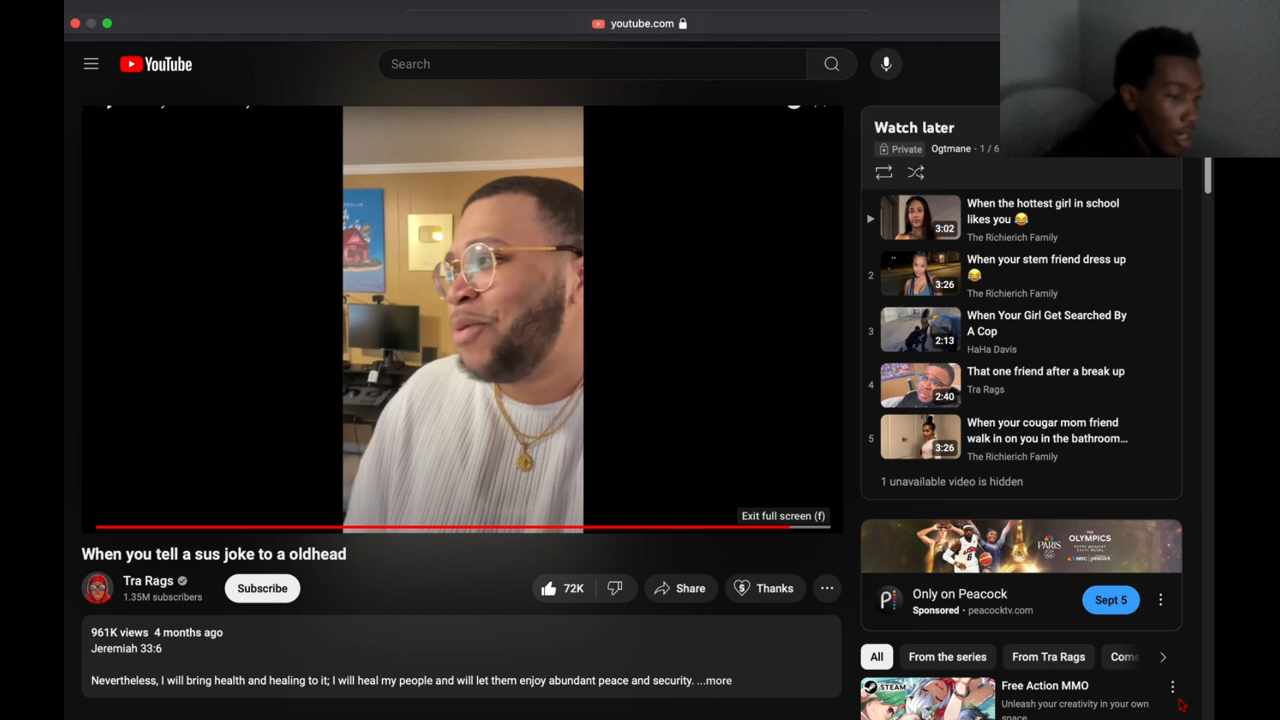 youtube.com
YouTube
Search
Exit full screen (f)
When you tell a sus joke to a oldhead
Tra Rags
1.35M subscribers
Subscribe
72K
Share
Thanks
961K views 4 months ago
Jeremiah 33:6
Nevertheless, I will bring health and healing to it; I will heal my people and will let them enjoy abundant peace and security. ...more
Watch later
Private
Ogtmane - 1 / 6
3:02
When the hottest girl in school
likes you 😂
The Richierich Family
2
3:26
When your stem friend dress up
😂
The Richierich Family
3
2:13
When Your Girl Get Searched By
A Cop
HaHa Davis
4
2:40
That one friend after a break up
Tra Rags
5
3:26
When your cougar mom friend
walk in on you in the bathroom...
The Richierich Family
1 unavailable video is hidden
PARIS
OLYMPICS
NBC peacock
Only on Peacock
Sponsored · peacocktv.com
Sept 5
All
From the series
From Tra Rags
Come
STEAM
Free Action MMO
Unleash your creativity in your own
space